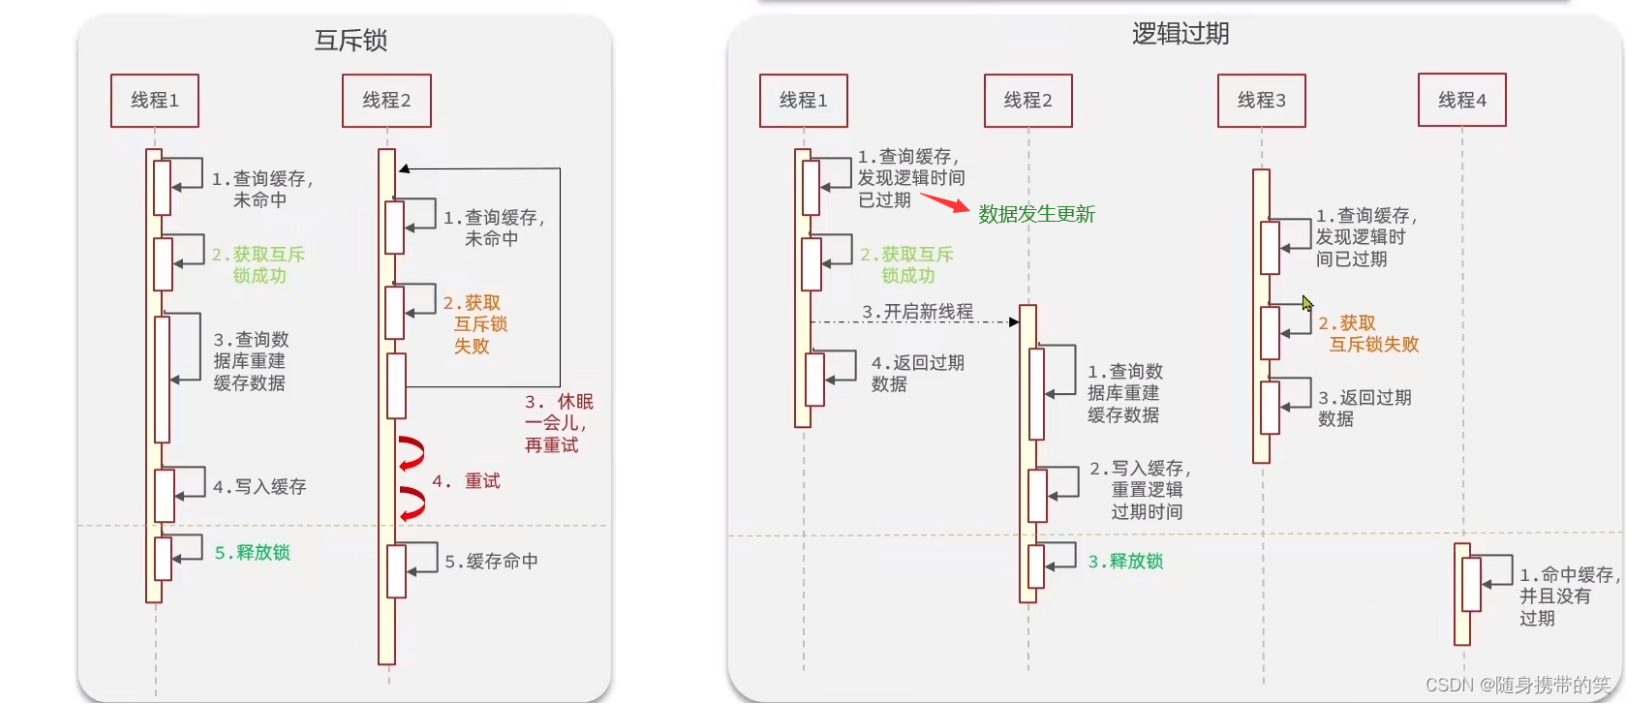 互斥锁
线程1
线程2
1.查询缓存,
未命中
2.获取互斥
锁成功
3.查询数
据库重建
缓存数据
4.写入缓存
5.释放锁
1.查询缓存,
未命中
2.获取
互斥锁
失败
3. 休眠
一会儿,
再重试
4. 重试
5.缓存命中
逻辑过期
线程1
线程2
线程3
线程4
1.查询缓存,
发现逻辑时间
已过期
数据发生更新
2.获取互斥
锁成功
3.开启新线程
4.返回过期
数据
1.查询数
据库重建
缓存数据
2.写入缓存,
重置逻辑
过期时间
3.释放锁
1.查询缓存,
发现逻辑时
间已过期
2.获取
互斥锁失败
3.返回过期
数据
1.命中缓存,
并且没有
过期
CSDN @随身携带的笑